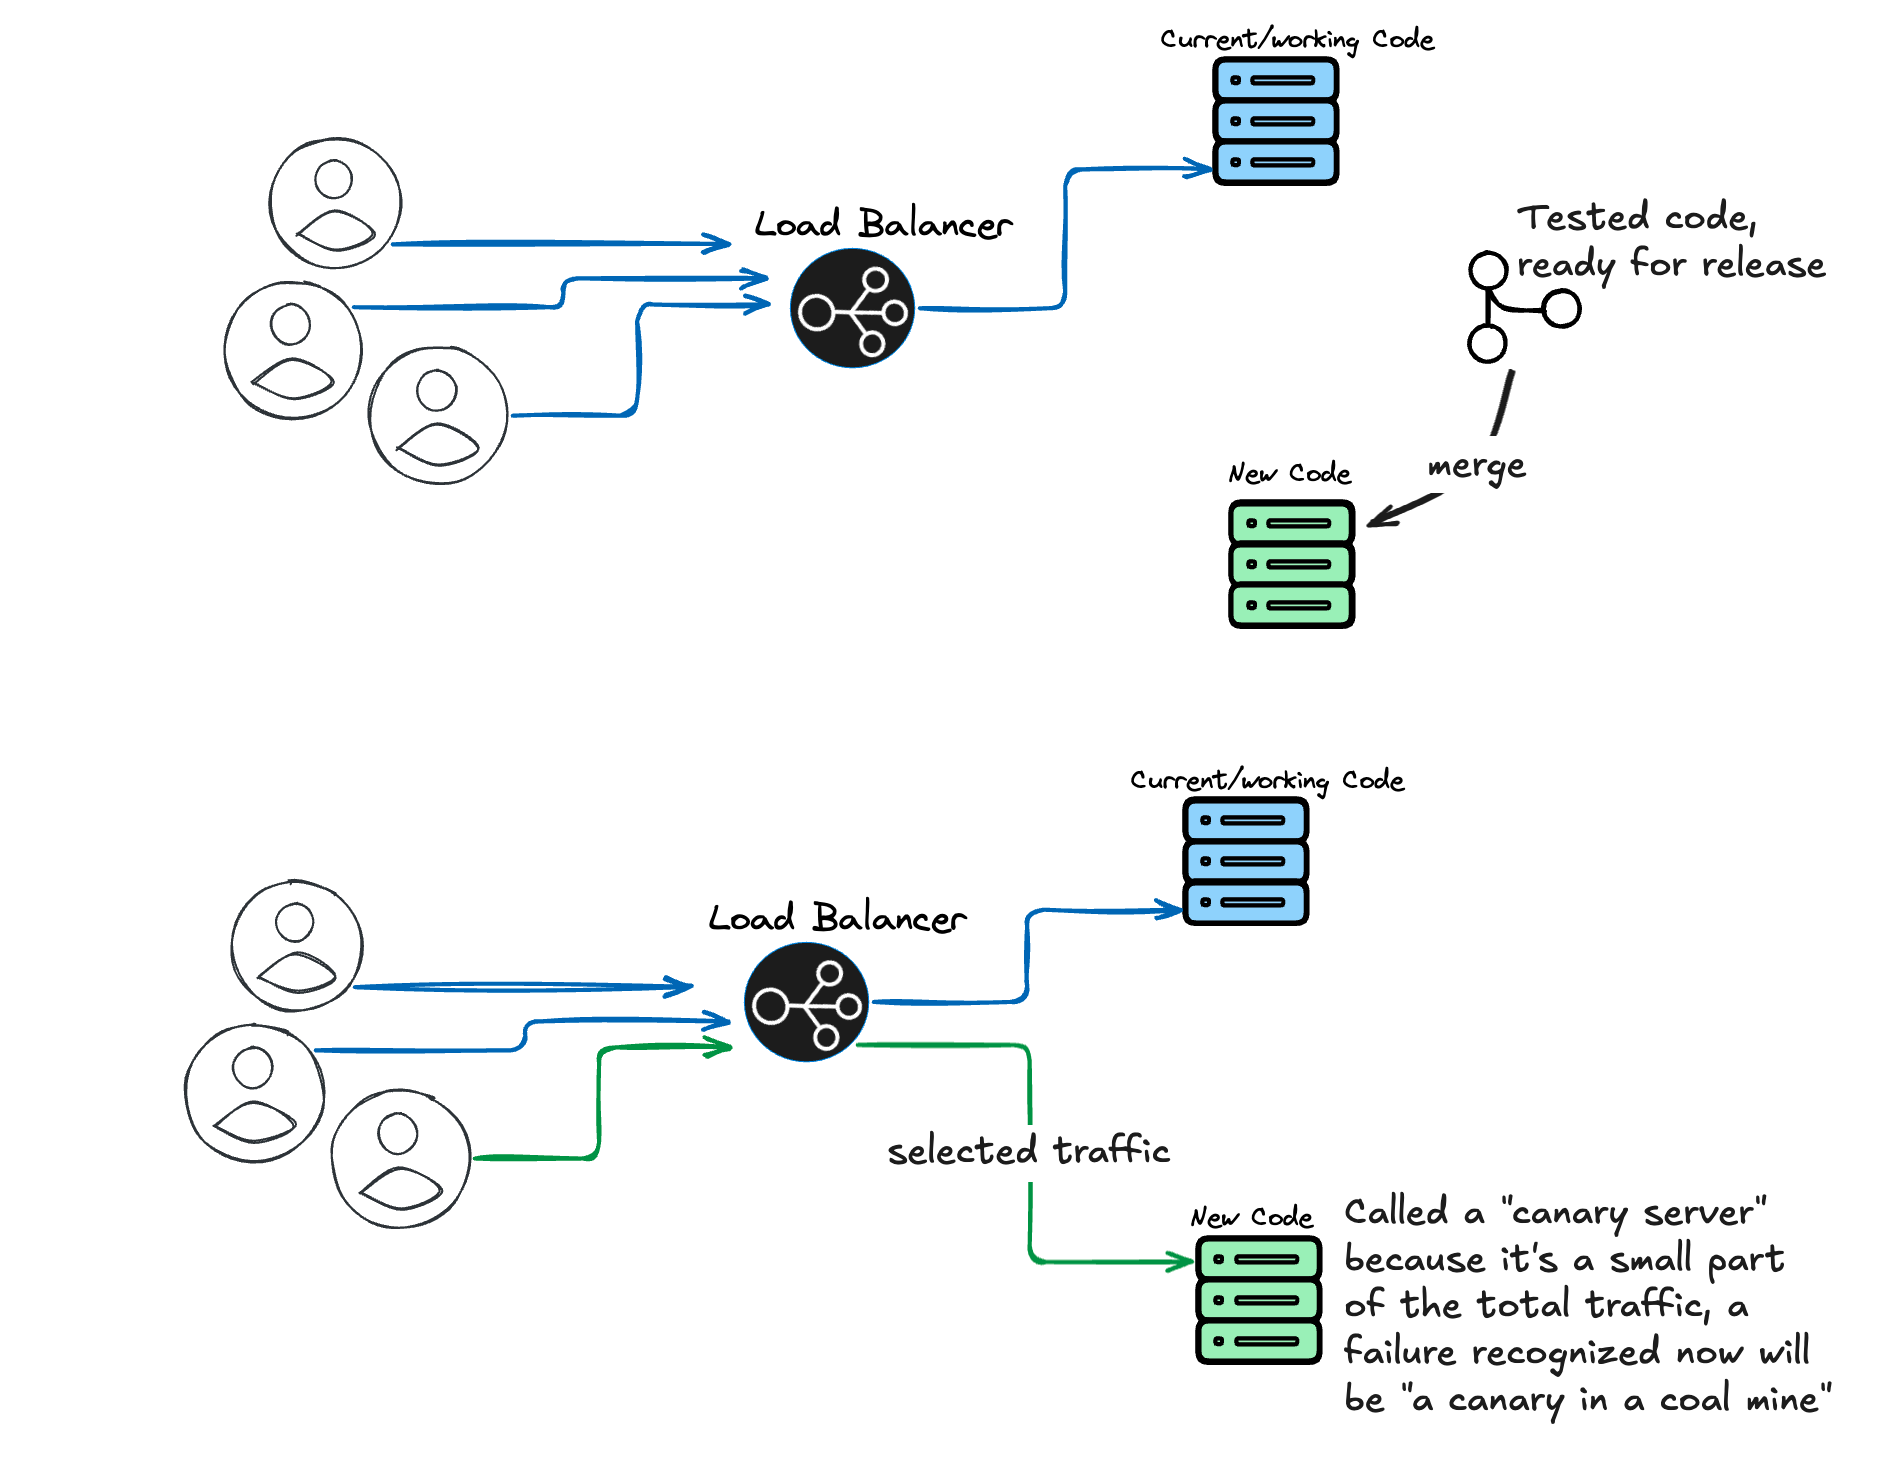 Current/working Code
Load Balancer
Tested code,
ready for release
merge
New Code
Current/working Code
Load Balancer
selected traffic
New Code
Called a "canary server"
because it's a small part
of the total traffic, a
failure recognized now will
be "a canary in a coal mine"